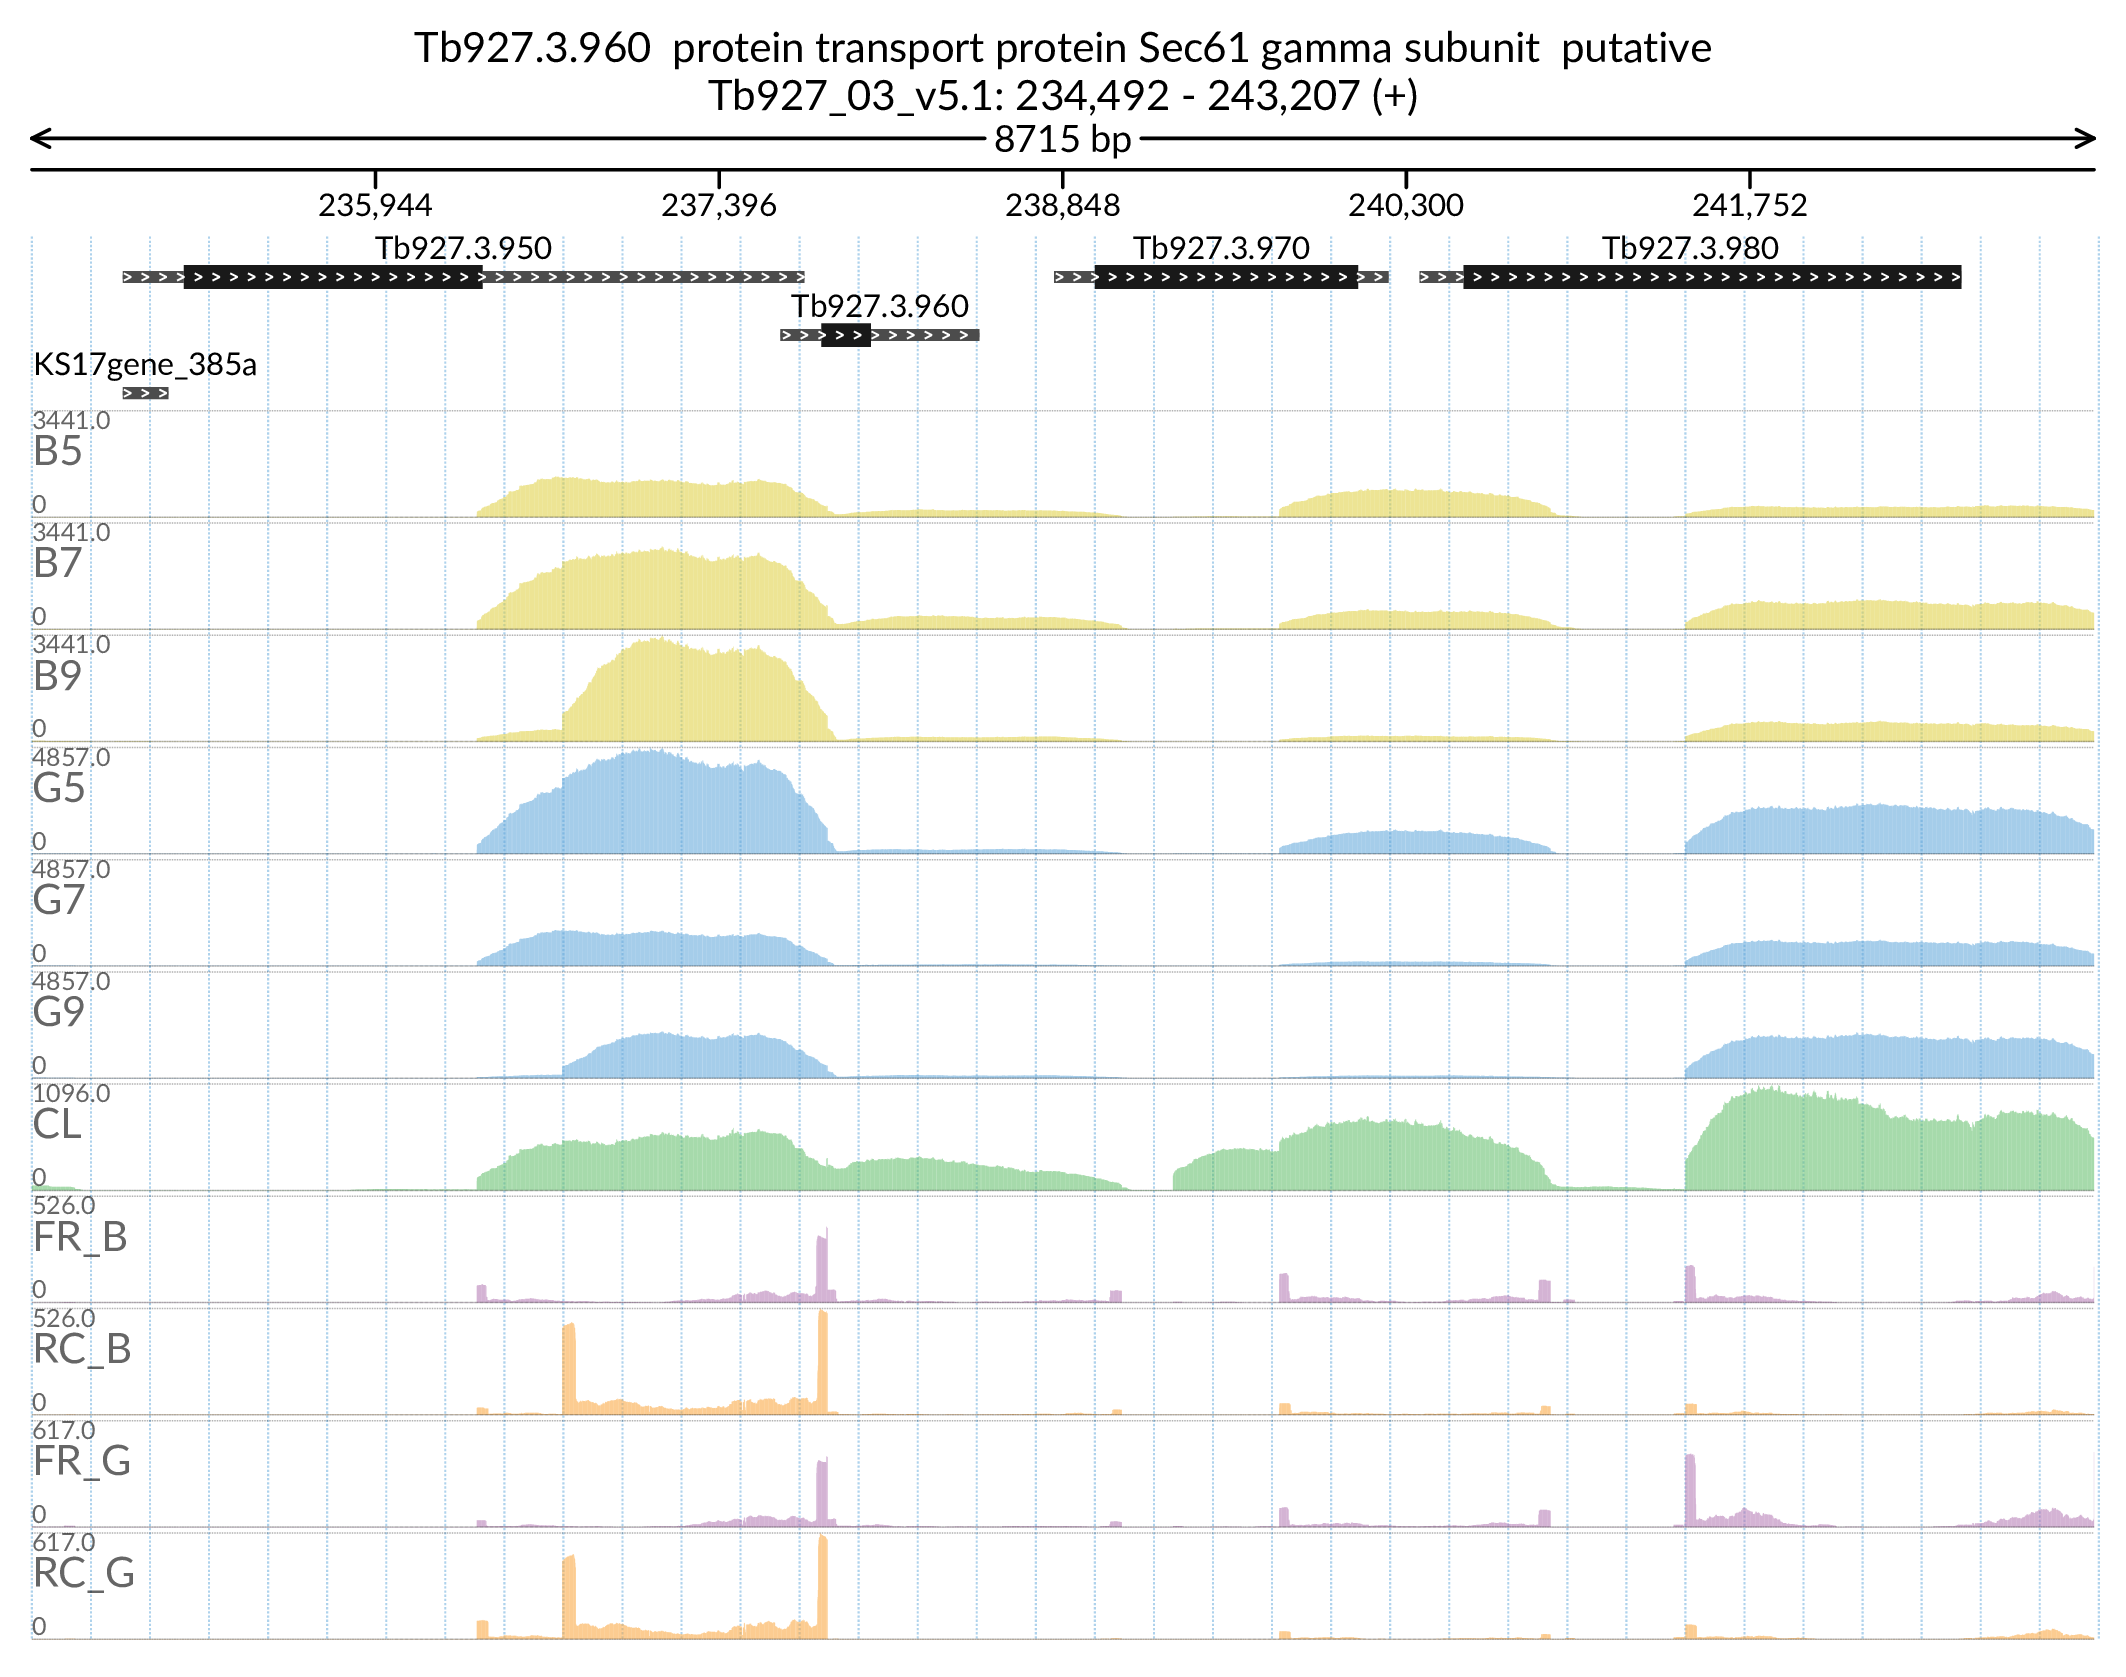 Tb927.3.960  protein transport protein Sec61 gamma subunit  putative
Tb927_03_v5.1: 234,492 - 243,207 (+)
8715 bp
235,944 237,396 238,848 240,300 241,752
Tb927.3.950 Tb927.3.970 Tb927.3.980
Tb927.3.960
KS17gene_385a
3441.0
B5
0
3441.0
B7
0
3441.0
B9
0
4857.0
G5
0
4857.0
G7
0
4857.0
G9
0
1096.0
CL
0
526.0
FR_B
0
526.0
RC_B
0
617.0
FR_G
0
617.0
RC_G
0